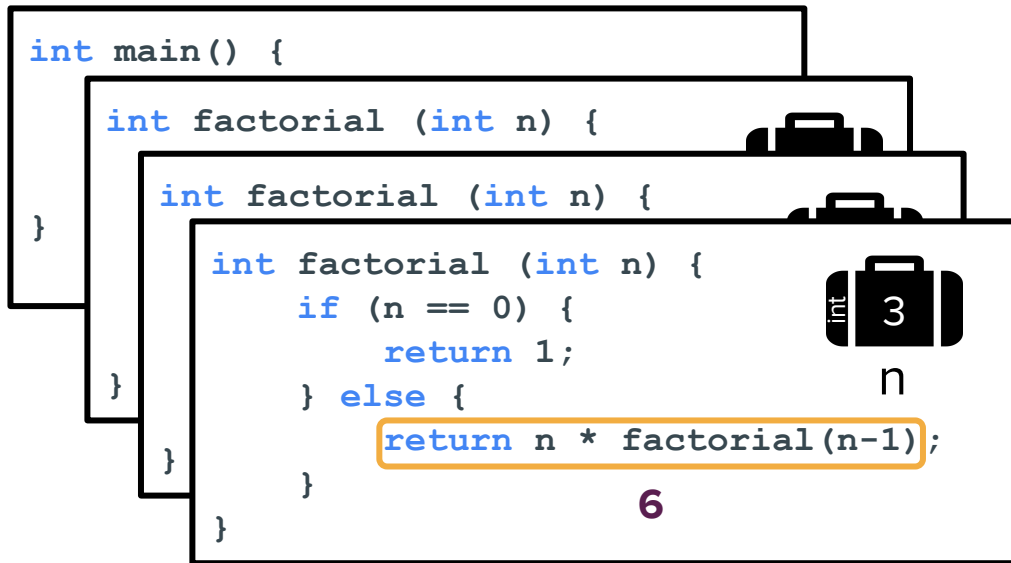 int main() {
}
int factorial (int n) {
}
int factorial (int n) {
}
int factorial (int n) {
if (n == 0) {
return 1;
} else {
return n * factorial(n-1);
}
}
6
int
3
n